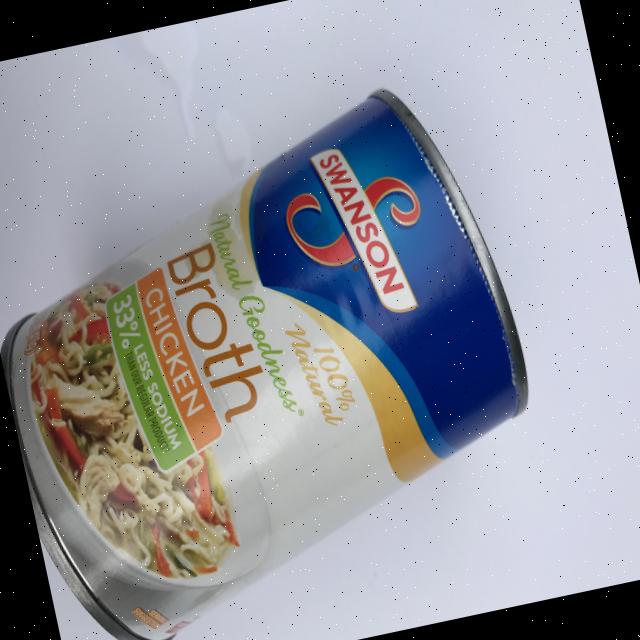 SWANSON
Natural Goodness®
Broth
100%
Natural
CHICKEN
33% LESS SODIUM